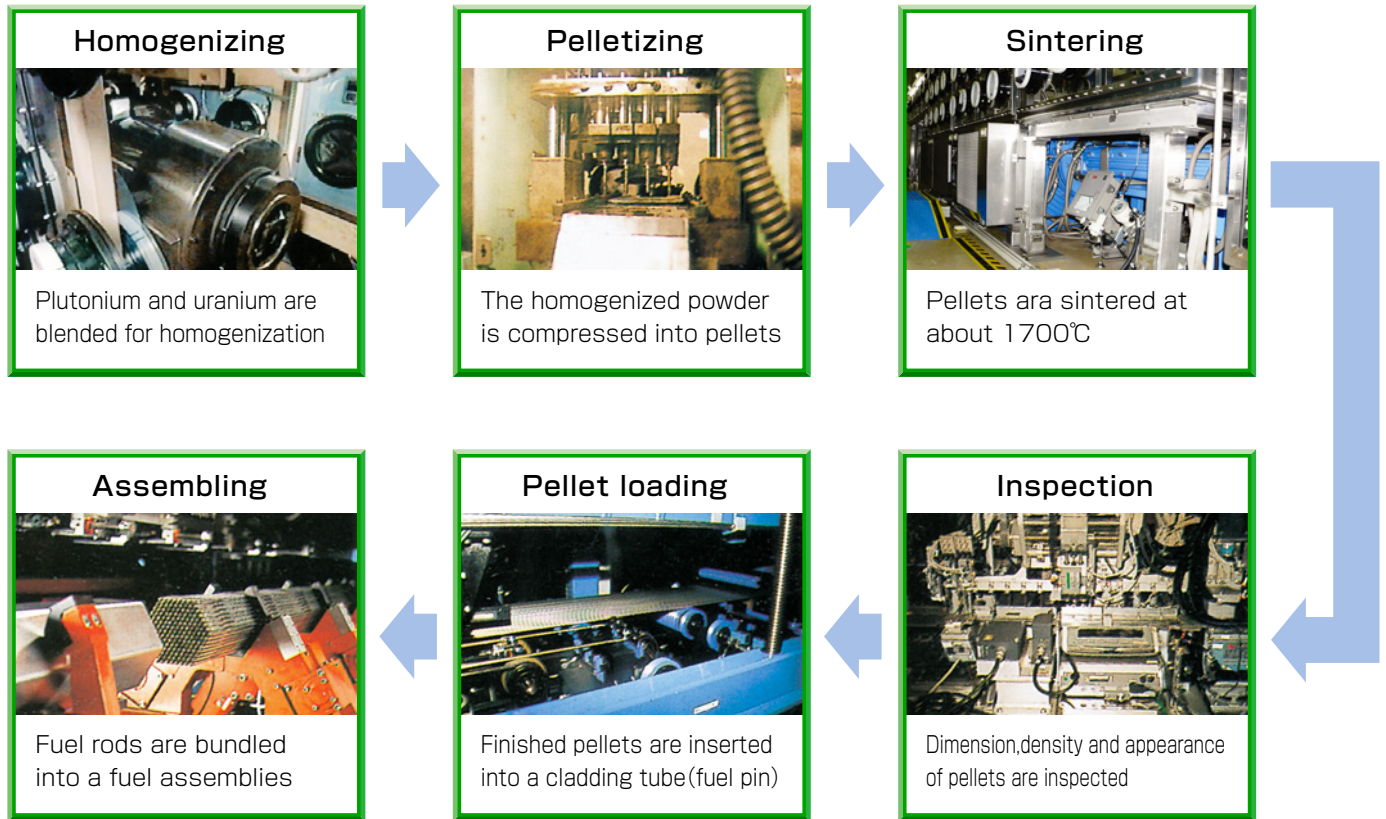 Homogenizing
Plutonium and uranium are
blended for homogenization
Pelletizing
The homogenized powder
is compressed into pellets
Sintering
Pellets ara sintered at
about 1700℃
Inspection
Dimension,density and appearance
of pellets are inspected
Pellet loading
Finished pellets are inserted
into a cladding tube(fuel pin)
Assembling
Fuel rods are bundled
into a fuel assemblies